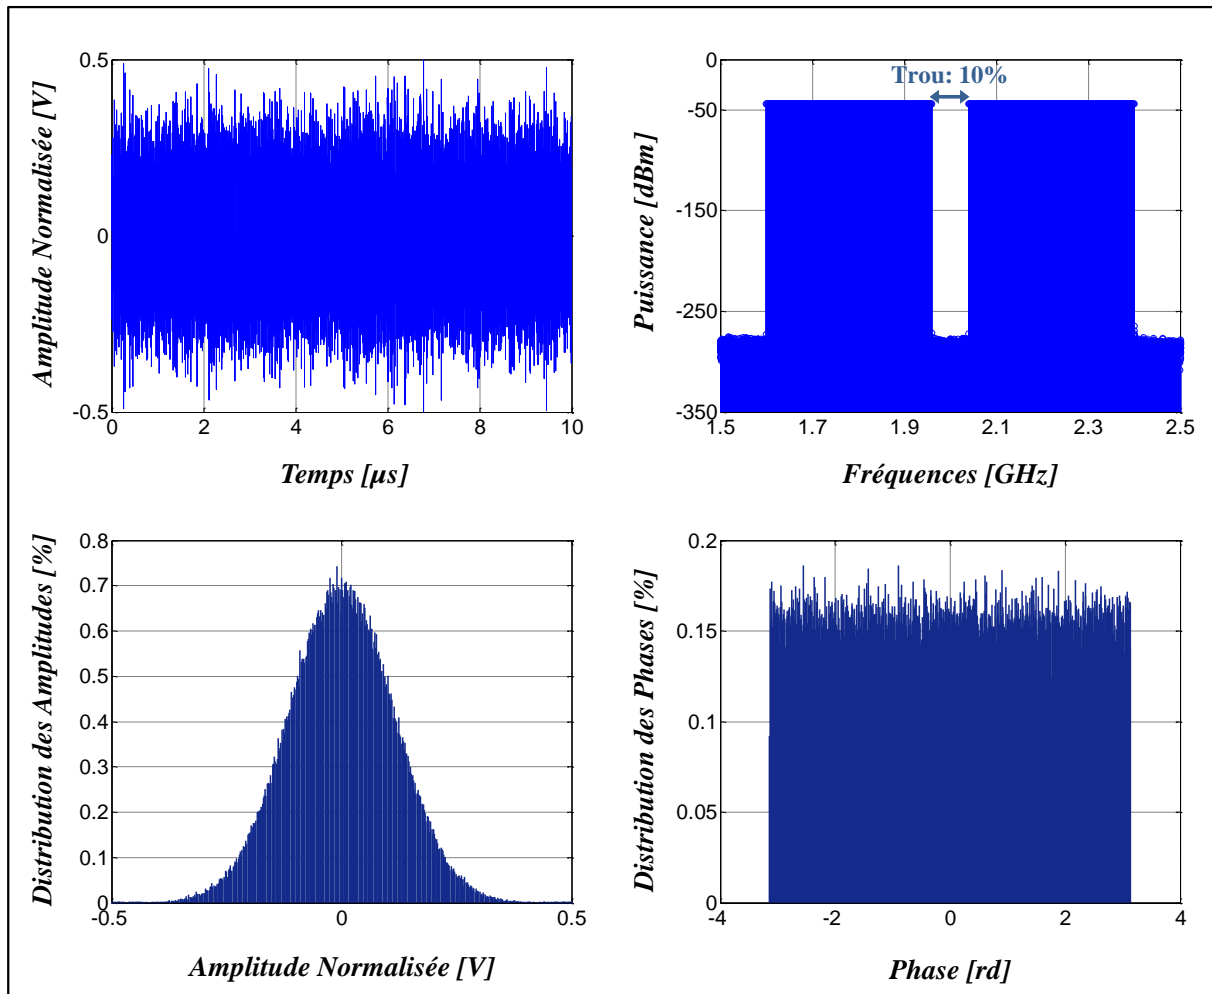 Amplitude Normalisée [V]
0.5
0
-0.5
0 2 4 6 8 10
Temps [µs]
Puissance [dBm]
0
Trou: 10%
-50
-150
-250
-350
1.5 1.7 1.9 2.1 2.3 2.5
Fréquences [GHz]
Distribution des Amplitudes [%]
0.8
0.7
0.6
0.5
0.4
0.3
0.2
0.1
0
-0.5 0 0.5
Amplitude Normalisée [V]
Distribution des Phases [%]
0.2
0.15
0.1
0.05
0
-4 -2 0 2 4
Phase [rd]